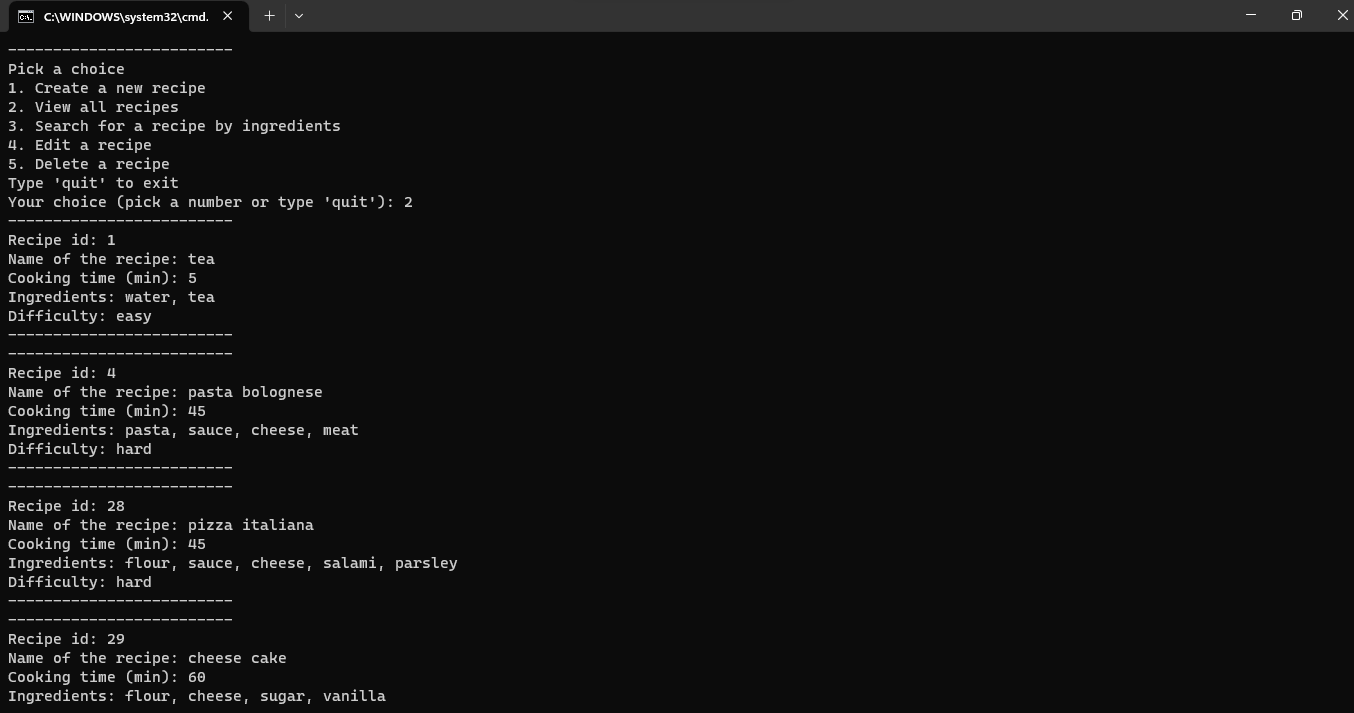 C:\WINDOWS\system32\cmd.
-------------------------
Pick a choice
1. Create a new recipe
2. View all recipes
3. Search for a recipe by ingredients
4. Edit a recipe
5. Delete a recipe
Type 'quit' to exit
Your choice (pick a number or type 'quit'): 2
-------------------------
Recipe id: 1
Name of the recipe: tea
Cooking time (min): 5
Ingredients: water, tea
Difficulty: easy
-------------------------
-------------------------
Recipe id: 4
Name of the recipe: pasta bolognese
Cooking time (min): 45
Ingredients: pasta, sauce, cheese, meat
Difficulty: hard
-------------------------
-------------------------
Recipe id: 28
Name of the recipe: pizza italiana
Cooking time (min): 45
Ingredients: flour, sauce, cheese, salami, parsley
Difficulty: hard
-------------------------
-------------------------
Recipe id: 29
Name of the recipe: cheese cake
Cooking time (min): 60
Ingredients: flour, cheese, sugar, vanilla